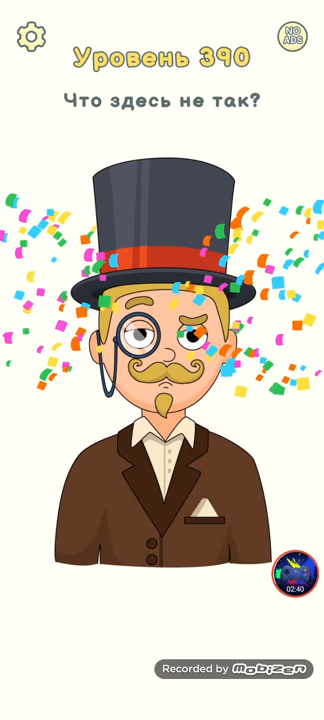 NO
ADS
Уровень 390
Что здесь не так?
02:40
Recorded by mobizen